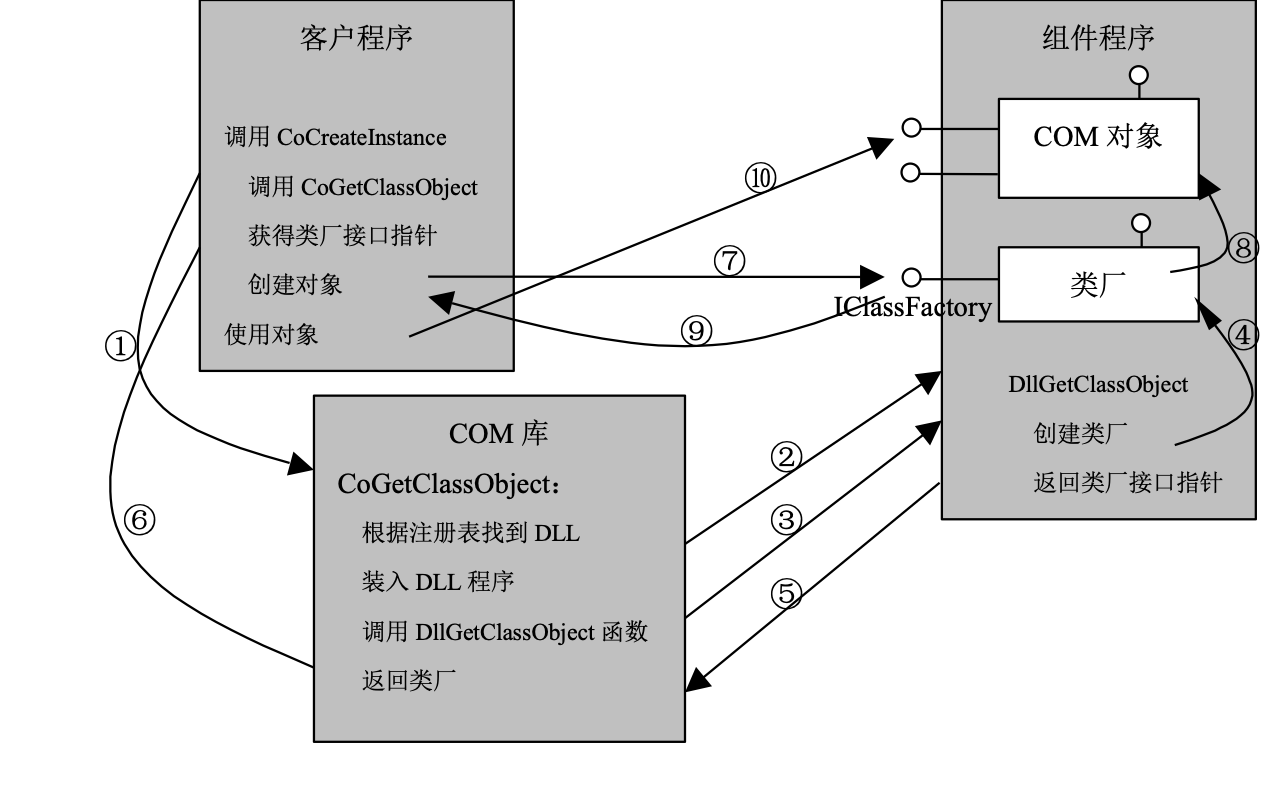 客户程序
调用 CoCreateInstance
调用 CoGetClassObject
获得类厂接口指针
创建对象
使用对象
组件程序
COM 对象
类厂
IClassFactory
DllGetClassObject
创建类厂
返回类厂接口指针
COM 库
CoGetClassObject：
根据注册表找到 DLL
装入 DLL 程序
调用 DllGetClassObject 函数
返回类厂
①
②
③
④
⑤
⑥
⑦
⑧
⑨
⑩